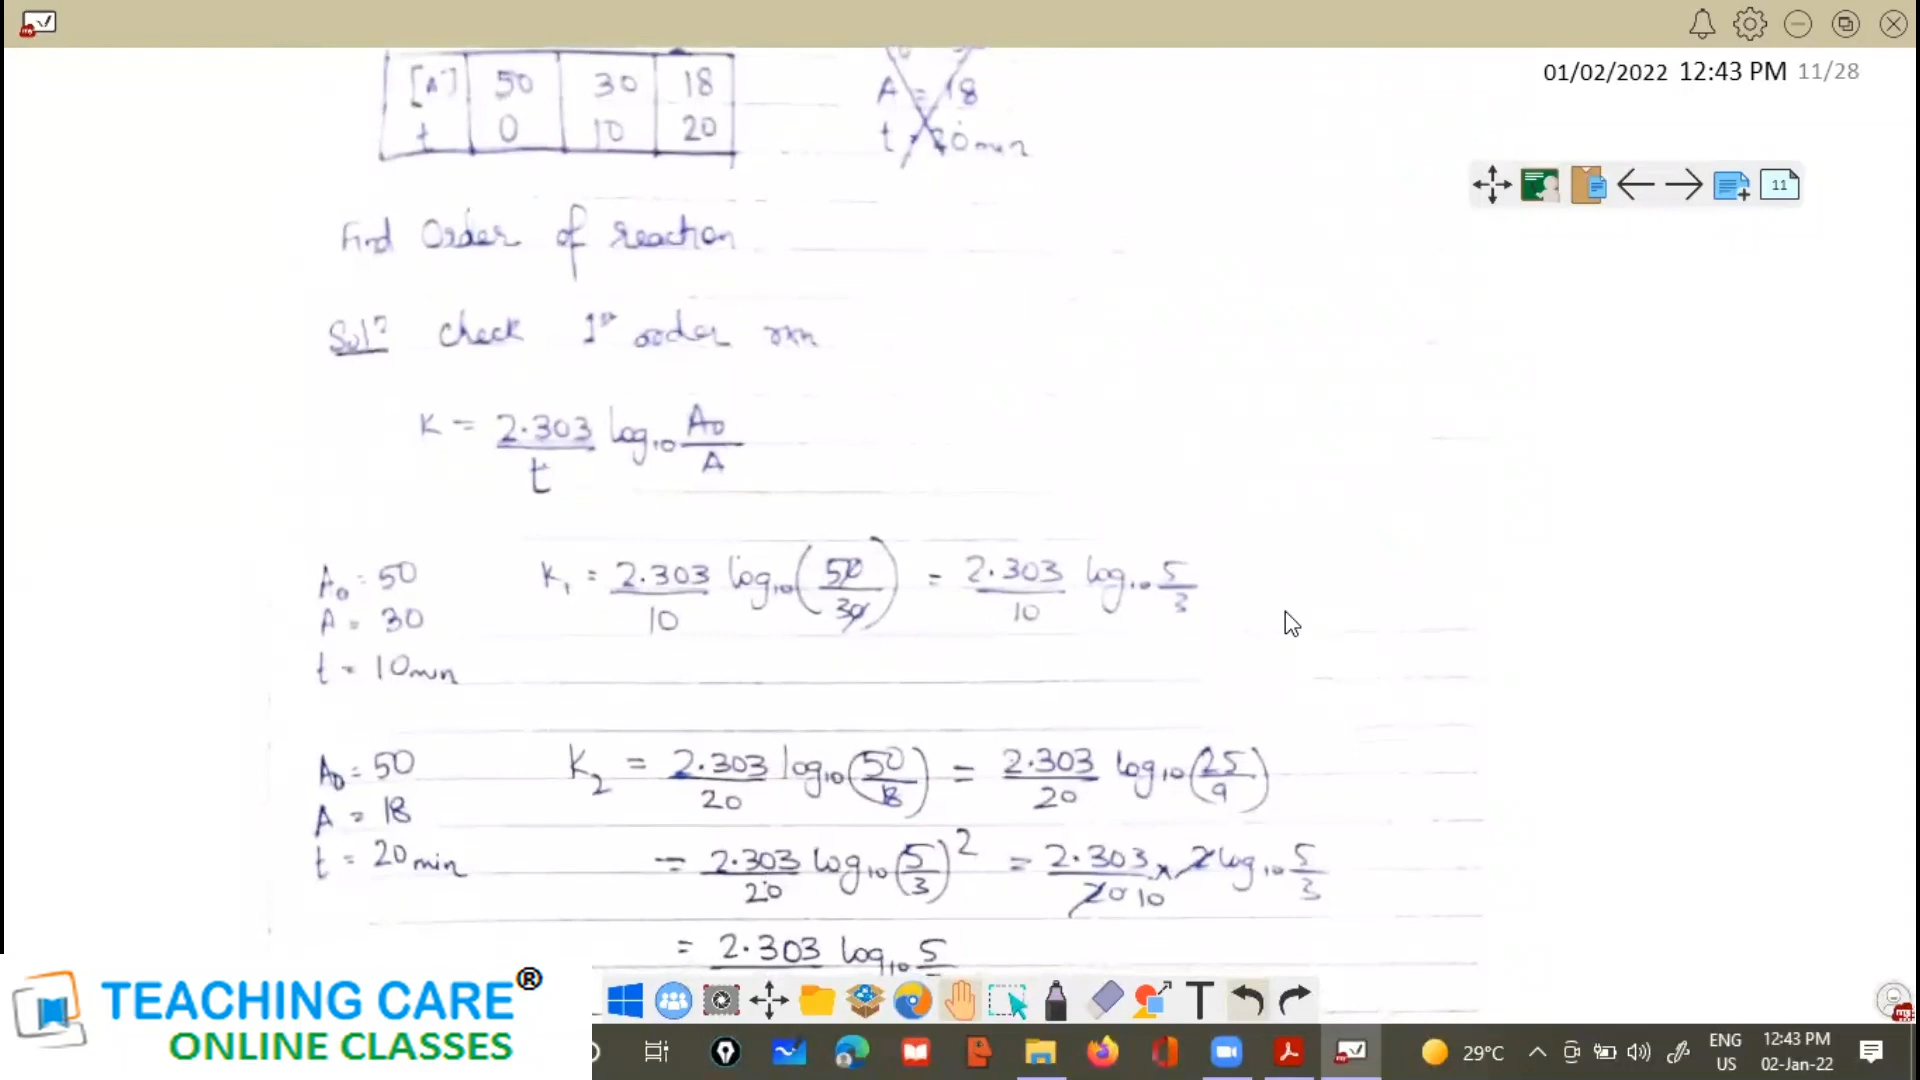 01/02/2022 12:43 PM 11/28
[A] 50 30 18
t 0 10 20
A = 18
t = 20 min
11
Find Order of reaction
Solⁿ check 1st order rxn
K = 2.303/t log₁₀ A₀/A
A₀ = 50
A = 30
t = 10 min
K₁ = 2.303/10 log₁₀(50/30) = 2.303/10 log₁₀ 5/3
A₀ = 50
A = 18
t = 20 min
K₂ = 2.303/20 log₁₀(50/18) = 2.303/20 log₁₀(25/9)
= 2.303/20 log₁₀(5/3)² = 2.303/20 10 × 2 log₁₀ 5/3
= 2.303 log₁₀ 5
TEACHING CARE®
ONLINE CLASSES
T
29°C
ENG
US
12:43 PM
02-Jan-22